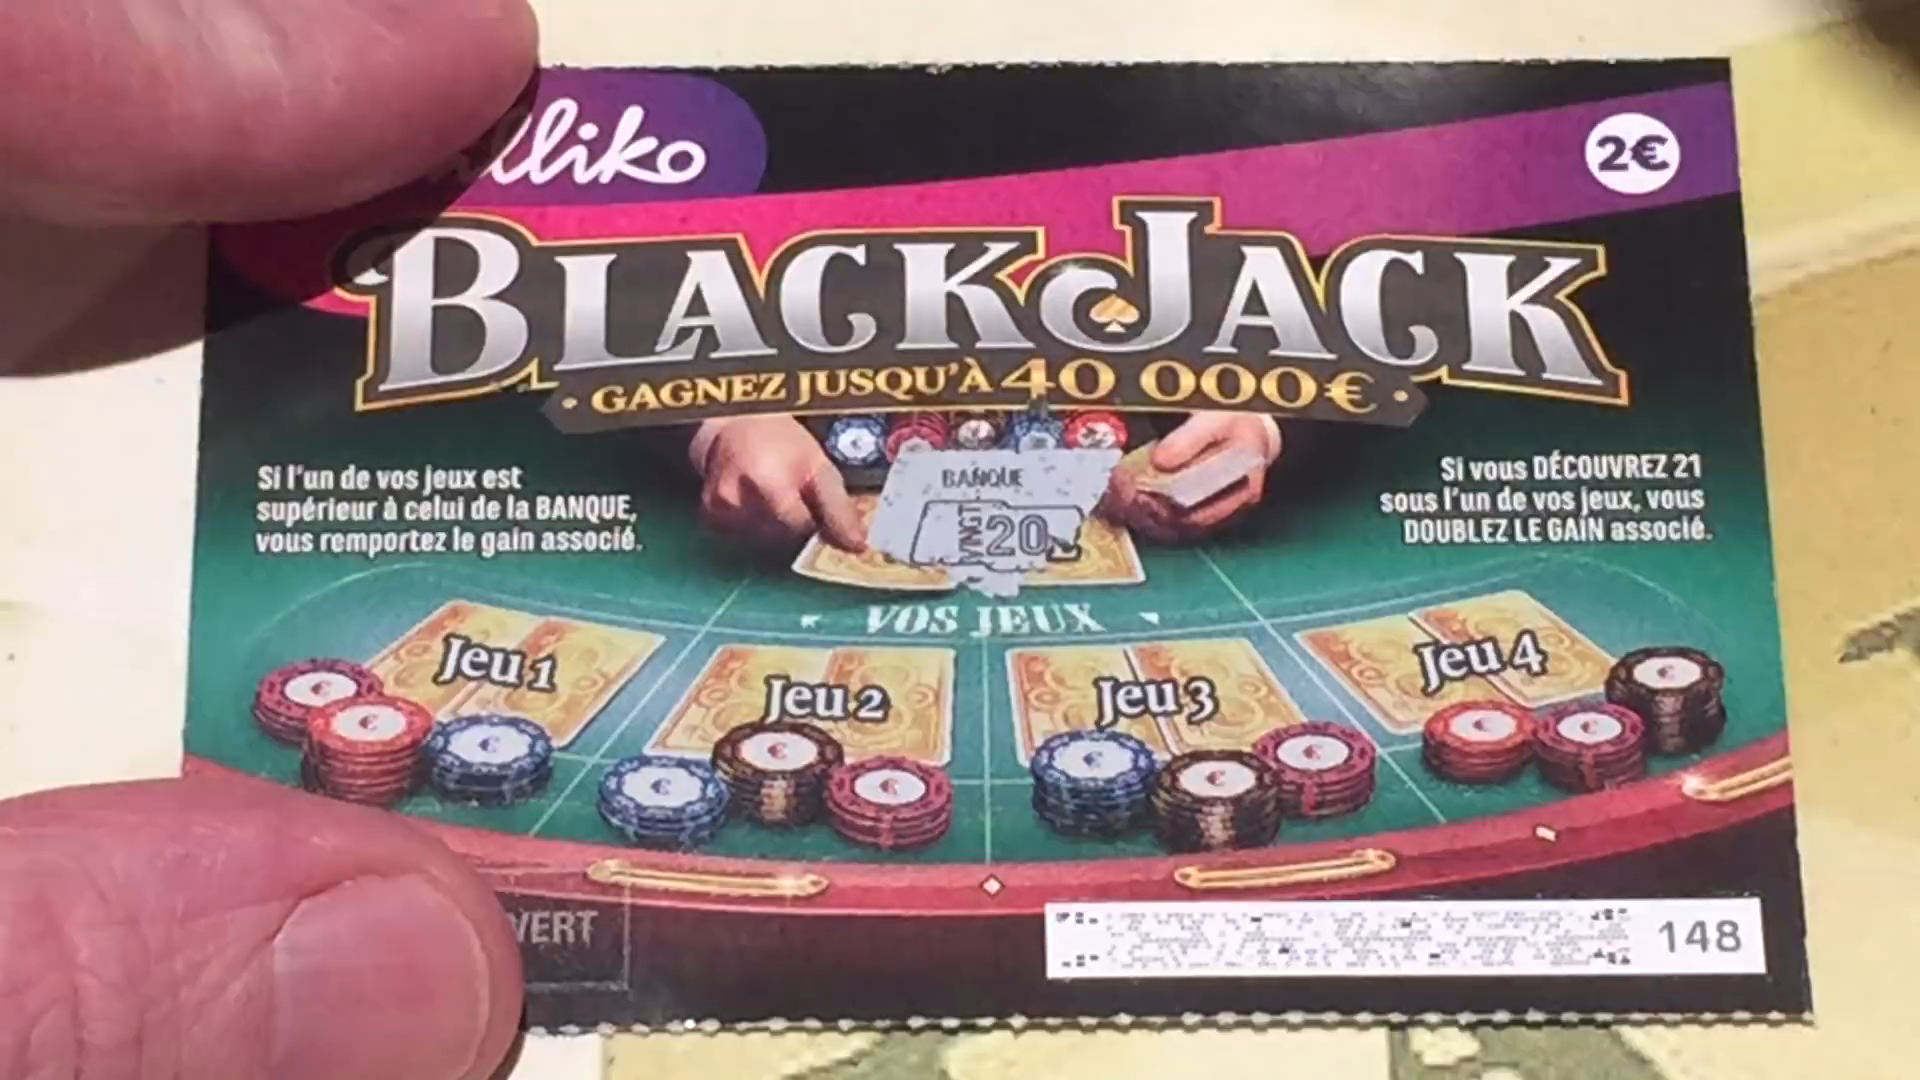 lliko
2€
BLACKJACK
• GAGNEZ JUSQU'À 40 000€ •
Si l'un de vos jeux est
supérieur à celui de la BANQUE,
vous remportez le gain associé.
Si vous DÉCOUVREZ 21
sous l'un de vos jeux, vous
DOUBLEZ LE GAIN associé.
BANQUE
20
VINGT
VOS JEUX
Jeu 1
Jeu 2
Jeu 3
Jeu 4
VERT
148